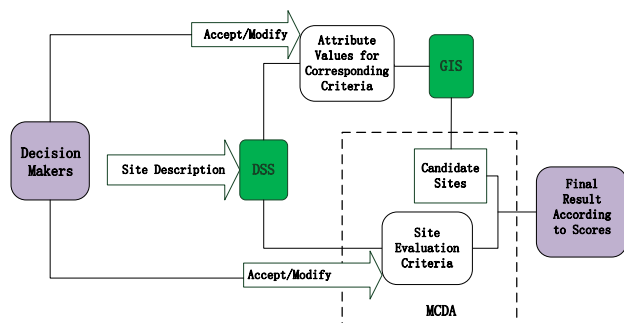 Accept/Modify
Attribute
Values for
Corresponding
Criteria
GIS
Decision
Makers
Site Description
DSS
Candidate
Sites
Final
Result
According
to Scores
Site
Evaluation
Criteria
Accept/Modify
MCDA